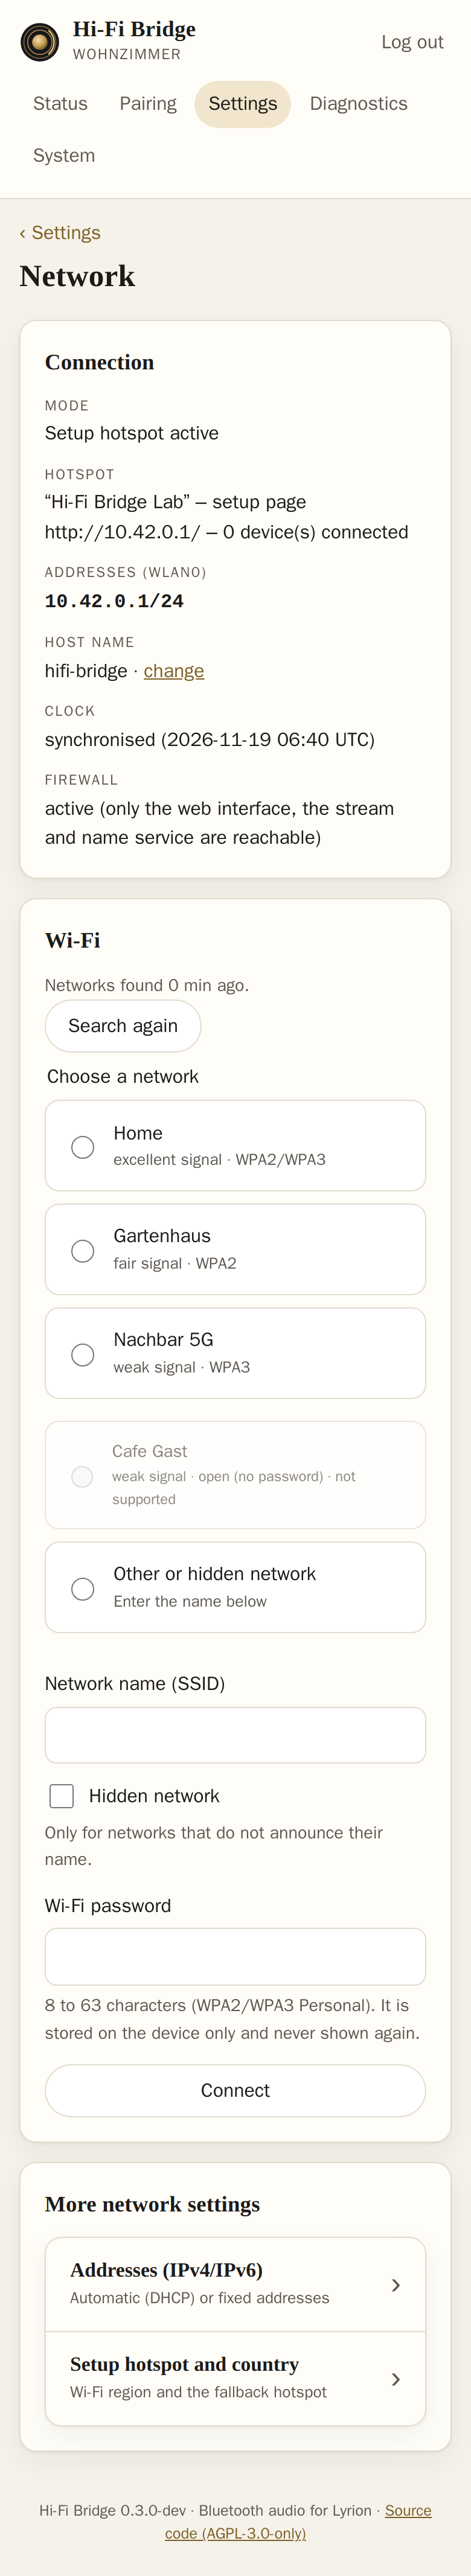 Hi-Fi Bridge
WOHNZIMMER
Log out
Status
Pairing
Settings
Diagnostics
System
‹ Settings
Network
Connection
MODE
Setup hotspot active
HOTSPOT
“Hi-Fi Bridge Lab” – setup page
http://10.42.0.1/ – 0 device(s) connected
ADDRESSES (WLAN0)
10.42.0.1/24
HOST NAME
hifi-bridge · change
CLOCK
synchronised (2026-11-19 06:40 UTC)
FIREWALL
active (only the web interface, the stream
and name service are reachable)
Wi-Fi
Networks found 0 min ago.
Search again
Choose a network
Home
excellent signal · WPA2/WPA3
Gartenhaus
fair signal · WPA2
Nachbar 5G
weak signal · WPA3
Cafe Gast
weak signal · open (no password) · not
supported
Other or hidden network
Enter the name below
Network name (SSID)
Hidden network
Only for networks that do not announce their
name.
Wi-Fi password
8 to 63 characters (WPA2/WPA3 Personal). It is
stored on the device only and never shown again.
Connect
More network settings
Addresses (IPv4/IPv6)
Automatic (DHCP) or fixed addresses
›
Setup hotspot and country
Wi-Fi region and the fallback hotspot
›
Hi-Fi Bridge 0.3.0-dev · Bluetooth audio for Lyrion · Source
code (AGPL-3.0-only)